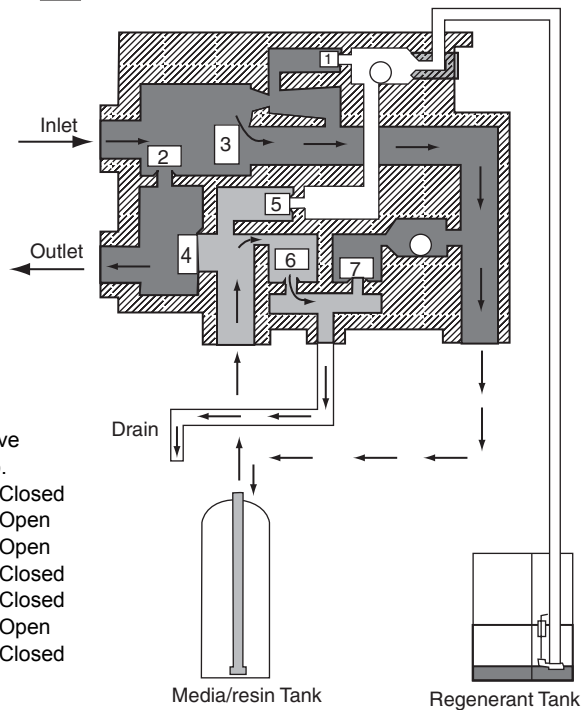 1
Inlet
2
3
5
Outlet
4
6
7
Drain
ve
.
Closed
Open
Open
Closed
Closed
Open
Closed
Media/resin Tank
Regenerant Tank